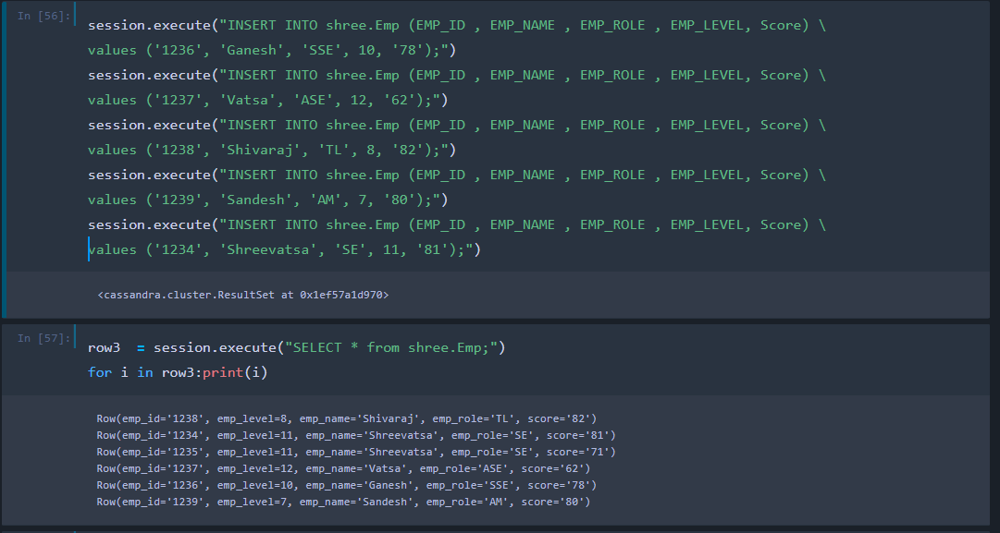 In [56]:
session.execute("INSERT INTO shree.Emp (EMP_ID , EMP_NAME , EMP_ROLE , EMP_LEVEL, Score) \
values ('1236', 'Ganesh', 'SSE', 10, '78');")
session.execute("INSERT INTO shree.Emp (EMP_ID , EMP_NAME , EMP_ROLE , EMP_LEVEL, Score) \
values ('1237', 'Vatsa', 'ASE', 12, '62');")
session.execute("INSERT INTO shree.Emp (EMP_ID , EMP_NAME , EMP_ROLE , EMP_LEVEL, Score) \
values ('1238', 'Shivaraj', 'TL', 8, '82');")
session.execute("INSERT INTO shree.Emp (EMP_ID , EMP_NAME , EMP_ROLE , EMP_LEVEL, Score) \
values ('1239', 'Sandesh', 'AM', 7, '80');")
session.execute("INSERT INTO shree.Emp (EMP_ID , EMP_NAME , EMP_ROLE , EMP_LEVEL, Score) \
values ('1234', 'Shreevatsa', 'SE', 11, '81');")
<cassandra.cluster.ResultSet at 0x1ef57a1d970>
In [57]:
row3  = session.execute("SELECT * from shree.Emp;")
for i in row3:print(i)
Row(emp_id='1238', emp_level=8, emp_name='Shivaraj', emp_role='TL', score='82')
Row(emp_id='1234', emp_level=11, emp_name='Shreevatsa', emp_role='SE', score='81')
Row(emp_id='1235', emp_level=11, emp_name='Shreevatsa', emp_role='SE', score='71')
Row(emp_id='1237', emp_level=12, emp_name='Vatsa', emp_role='ASE', score='62')
Row(emp_id='1236', emp_level=10, emp_name='Ganesh', emp_role='SSE', score='78')
Row(emp_id='1239', emp_level=7, emp_name='Sandesh', emp_role='AM', score='80')